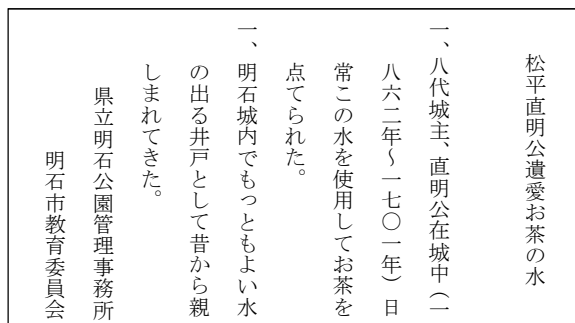 松平直明公遺愛お茶の水
一、八代城主、直明公在城中（一
八六二年～一七〇一年）日
常この水を使用してお茶を
点てられた。
一、明石城内でもっともよい水
の出る井戸として昔から親
しまれてきた。
県立明石公園管理事務所
明石市教育委員会